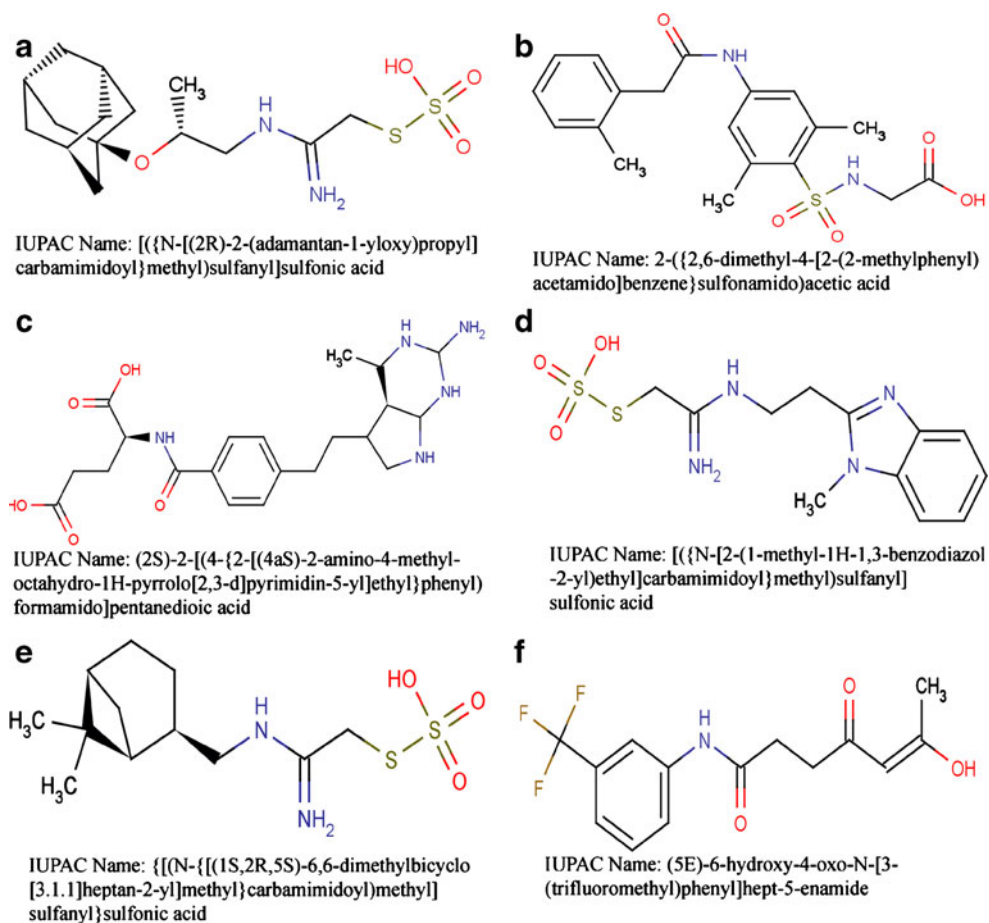 a
CH3
O
H
N
NH2
S
HO
S
O
O
IUPAC Name: [({N-[(2R)-2-(adamantan-1-yloxy)propyl]
carbamimidoyl}methyl)sulfanyl]sulfonic acid
b
O
NH
CH3
CH3
H3C
O
S
O
H
N
O
OH
IUPAC Name: 2-({2,6-dimethyl-4-[2-(2-methylphenyl)
acetamido]benzene}sulfonamido)acetic acid
c
H
N
NH2
H3C
NH
NH
OH
O
NH
O
HO
O
IUPAC Name: (2S)-2-[(4-{2-[(4aS)-2-amino-4-methyl-
octahydro-1H-pyrrolo[2,3-d]pyrimidin-5-yl]ethyl}phenyl)
formamido]pentanedioic acid
d
OH
O
S
O
S
H
N
NH2
N
N
H3C
IUPAC Name: [({N-[2-(1-methyl-1H-1,3-benzodiazol
-2-yl)ethyl]carbamimidoyl}methyl)sulfanyl]
sulfonic acid
e
H3C
H3C
H
N
NH2
S
HO
S
O
O
IUPAC Name: {[(N-{[(1S,2R,5S)-6,6-dimethylbicyclo
[3.1.1]heptan-2-yl]methyl}carbamimidoyl)methyl]
sulfanyl}sulfonic acid
f
F
F
F
H
N
O
O
CH3
OH
IUPAC Name: (5E)-6-hydroxy-4-oxo-N-[3-
(trifluoromethyl)phenyl]hept-5-enamide